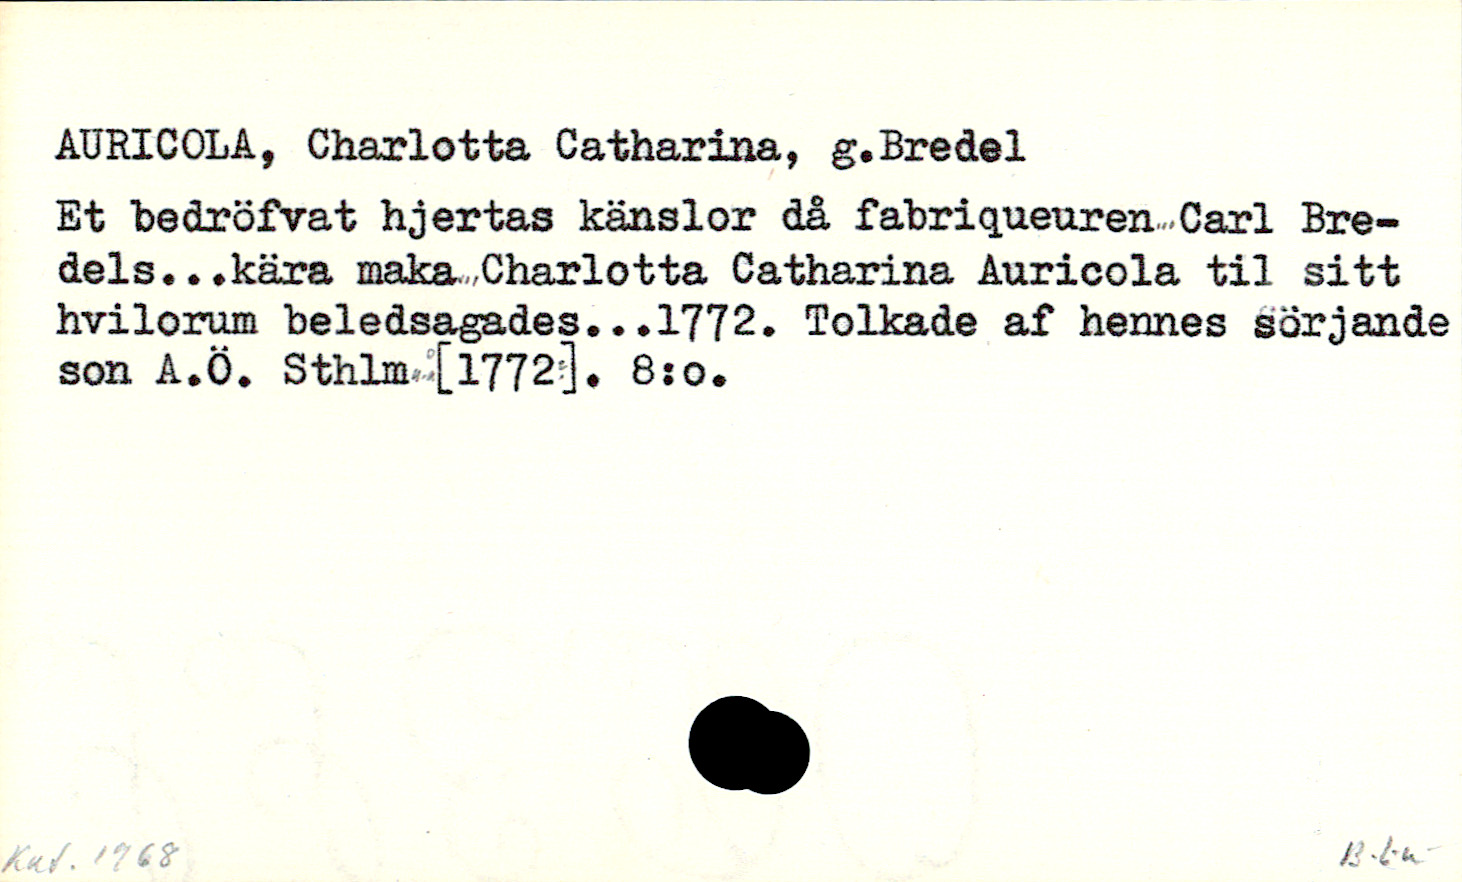 AURICOLA, Charlotta Catharina, g.Bredel
Et bedröfvat hjertas känslor då fabriqueuren...Carl Bre-
dels...kära maka...Charlotta Catharina Auricola til sitt
hvilorum beledsagades...1772. Tolkade af hennes sörjande
son A.Ö. Sthlm [1772]. 8:o.
Kat. 1968